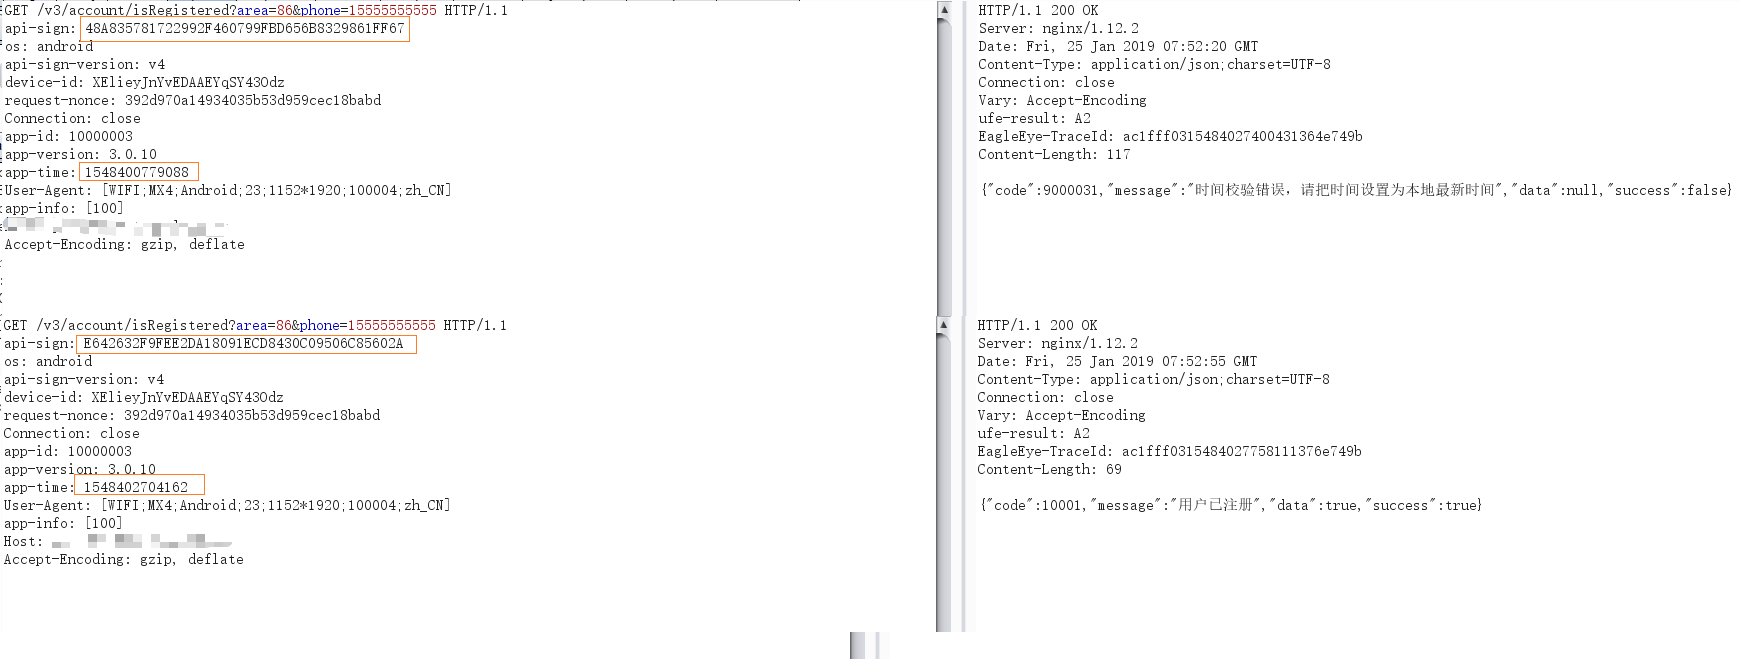 GET /v3/account/isRegistered?area=86&phone=15555555555 HTTP/1.1
api-sign: 48A835781722992F460799FBD656B8329861FF67
os: android
api-sign-version: v4
device-id: XElieyJnYvEDAAEYqSY43Odz
request-nonce: 392d970a14934035b53d959cec18babd
Connection: close
app-id: 10000003
app-version: 3.0.10
app-time: 1548400779088
User-Agent: [WIFI;MX4;Android;23;1152*1920;100004;zh_CN]
app-info: [100]
Accept-Encoding: gzip, deflate
HTTP/1.1 200 OK
Server: nginx/1.12.2
Date: Fri, 25 Jan 2019 07:52:20 GMT
Content-Type: application/json;charset=UTF-8
Connection: close
Vary: Accept-Encoding
ufe-result: A2
EagleEye-TraceId: ac1fff0315484027400431364e749b
Content-Length: 117
{"code":9000031,"message":"时间校验错误，请把时间设置为本地最新时间","data":null,"success":false}
GET /v3/account/isRegistered?area=86&phone=15555555555 HTTP/1.1
api-sign: E642632F9FEE2DA18091ECD8430C09506C85602A
os: android
api-sign-version: v4
device-id: XElieyJnYvEDAAEYqSY43Odz
request-nonce: 392d970a14934035b53d959cec18babd
Connection: close
app-id: 10000003
app-version: 3.0.10
app-time: 1548402704162
User-Agent: [WIFI;MX4;Android;23;1152*1920;100004;zh_CN]
app-info: [100]
Host:
Accept-Encoding: gzip, deflate
HTTP/1.1 200 OK
Server: nginx/1.12.2
Date: Fri, 25 Jan 2019 07:52:55 GMT
Content-Type: application/json;charset=UTF-8
Connection: close
Vary: Accept-Encoding
ufe-result: A2
EagleEye-TraceId: ac1fff0315484027758111376e749b
Content-Length: 69
{"code":10001,"message":"用户已注册","data":true,"success":true}